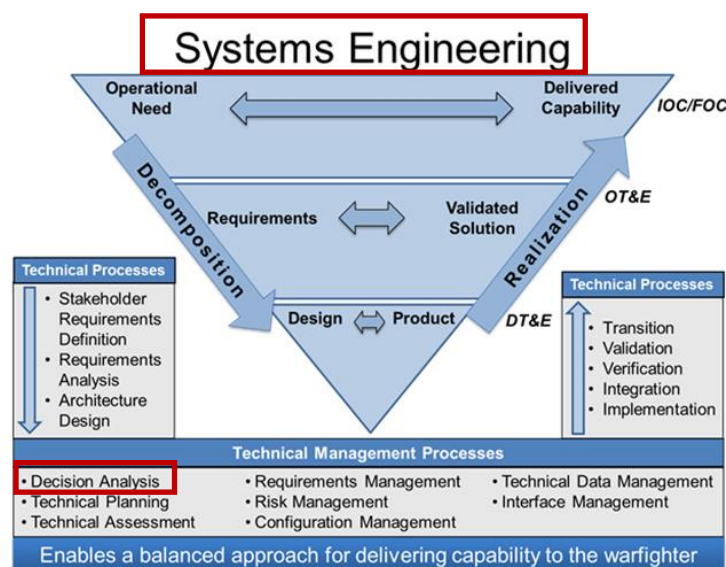 Systems Engineering
Operational
Need
Delivered
Capability
IOC/FOC
Decomposition
Realization
OT&E
Requirements
Validated
Solution
Design
Product
DT&E
Technical Processes
• Stakeholder
Requirements
Definition
• Requirements
Analysis
• Architecture
Design
Technical Processes
• Transition
• Validation
• Verification
• Integration
• Implementation
Technical Management Processes
• Decision Analysis
• Technical Planning
• Technical Assessment
• Requirements Management
• Risk Management
• Configuration Management
• Technical Data Management
• Interface Management
Enables a balanced approach for delivering capability to the warfighter